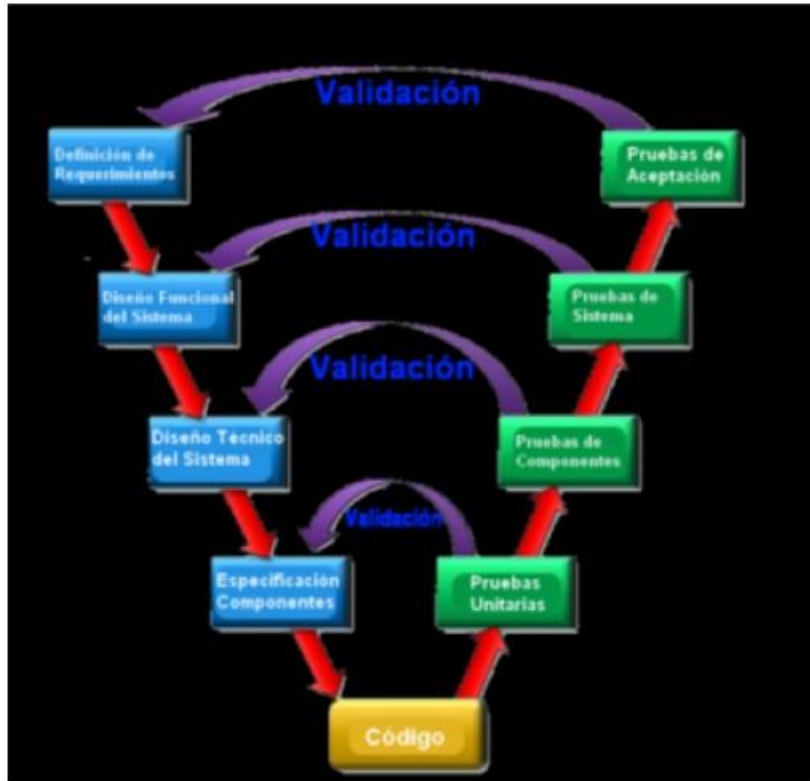 Validación
Definición de
Requerimientos
Pruebas de
Aceptación
Validación
Diseño Funcional
del Sistema
Pruebas de
Sistema
Validación
Diseño Técnico
del Sistema
Pruebas de
Componentes
Validación
Especificación
Componentes
Pruebas
Unitarias
Código